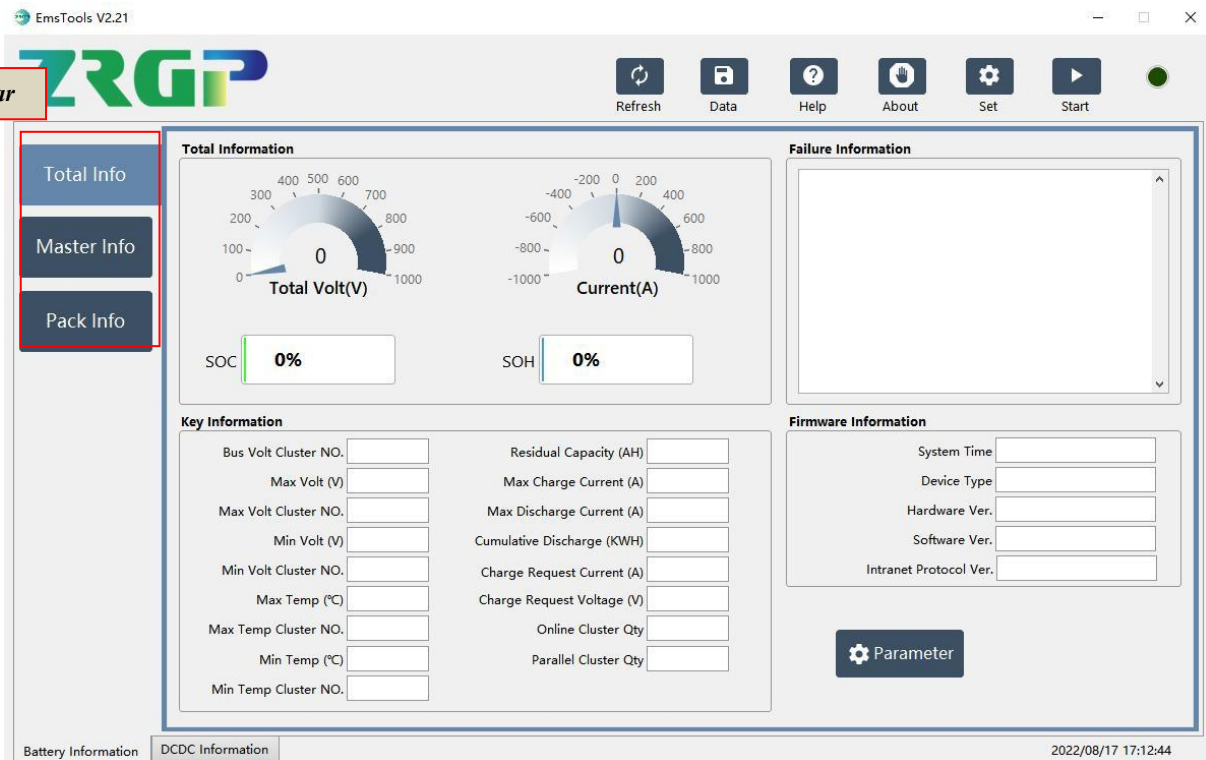 EmsTools V2.21
ZRGP
Refresh
Data
Help
About
Set
Start
Total Info
Master Info
Pack Info
Total Information
0
100
200
300
400
500
600
700
800
900
1000
0
Total Volt(V)
-1000
-800
-600
-400
-200
0
200
400
600
800
1000
0
Current(A)
SOC 0%
SOH 0%
Failure Information
Key Information
Bus Volt Cluster NO.
Max Volt (V)
Max Volt Cluster NO.
Min Volt (V)
Min Volt Cluster NO.
Max Temp (℃)
Max Temp Cluster NO.
Min Temp (℃)
Min Temp Cluster NO.
Residual Capacity (AH)
Max Charge Current (A)
Max Discharge Current (A)
Cumulative Discharge (KWH)
Charge Request Current (A)
Charge Request Voltage (V)
Online Cluster Qty
Parallel Cluster Qty
Firmware Information
System Time
Device Type
Hardware Ver.
Software Ver.
Intranet Protocol Ver.
Parameter
Battery Information
DCDC Information
2022/08/17 17:12:44